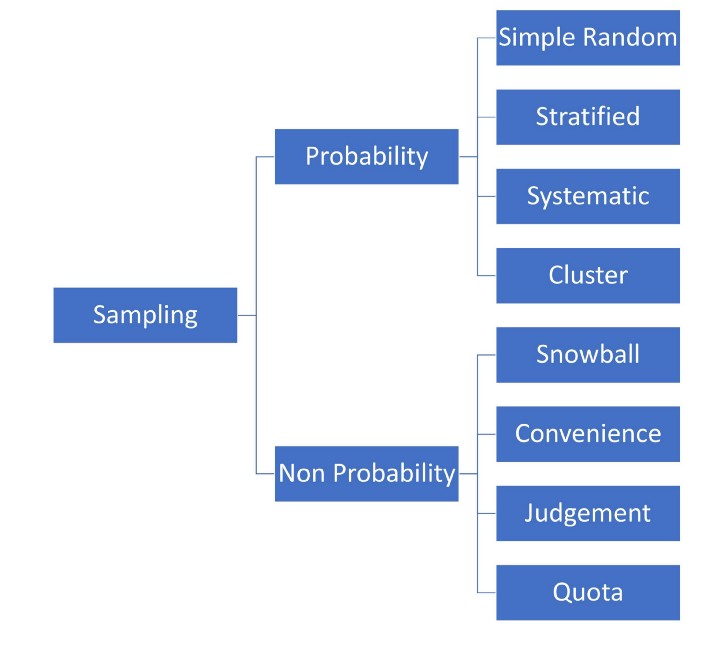 Sampling
Probability
Simple Random
Stratified
Systematic
Cluster
Non Probability
Snowball
Convenience
Judgement
Quota